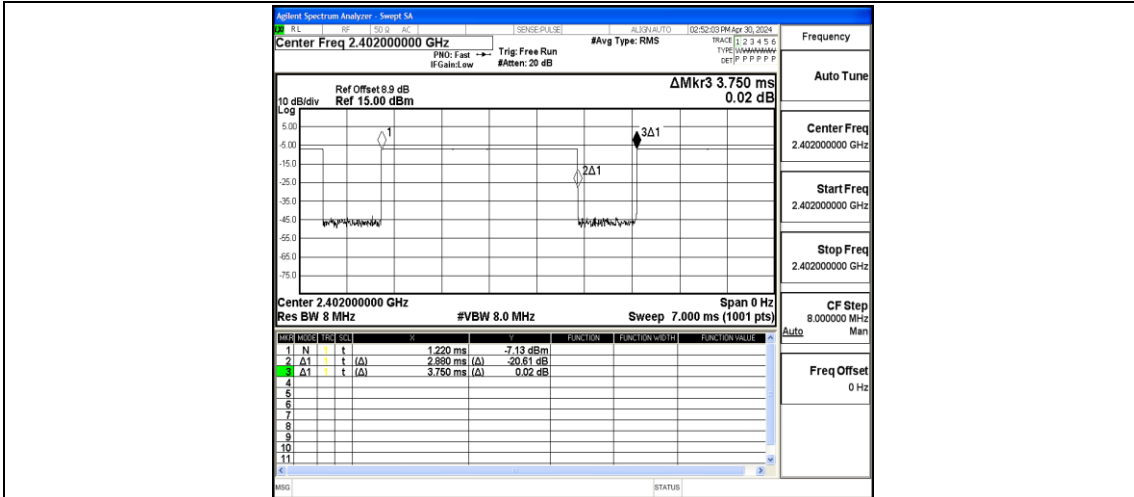 Agilent Spectrum Analyzer - Swept SA
RL RF 50 Ω AC SENSE:PULSE ALIGN AUTO 02:52:03 PM Apr 30, 2024
Center Freq 2.402000000 GHz
PNO: Fast
IFGain:Low
Trig: Free Run
#Atten: 20 dB
#Avg Type: RMS
TRACE 1 2 3 4 5 6
TYPE
DET P P P P P P
Frequency
Auto Tune
Center Freq
2.402000000 GHz
Start Freq
2.402000000 GHz
Stop Freq
2.402000000 GHz
CF Step
8.000000 MHz
Auto Man
Freq Offset
0 Hz
ΔMkr3 3.750 ms
0.02 dB
Ref Offset 8.9 dB
10 dB/div Ref 15.00 dBm
Log
5.00
-5.00
-15.0
-25.0
-35.0
-45.0
-55.0
-65.0
-75.0
1
2Δ1
3Δ1
Center 2.402000000 GHz Span 0 Hz
Res BW 8 MHz #VBW 8.0 MHz Sweep 7.000 ms (1001 pts)
MKR MODE TRC SCL X Y FUNCTION FUNCTION WIDTH FUNCTION VALUE
1 N 1 t 1.220 ms -7.13 dBm
2 Δ1 1 t (Δ) 2.880 ms (Δ) -20.61 dB
3 Δ1 1 t (Δ) 3.750 ms (Δ) 0.02 dB
4
5
6
7
8
9
10
11
MSG STATUS